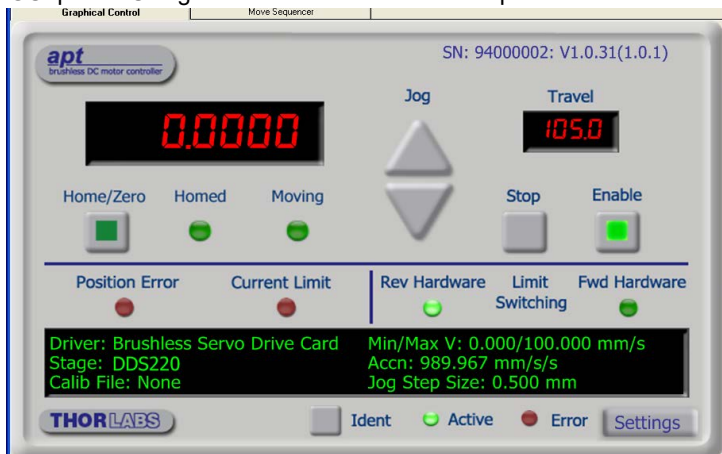 Graphical Control Move Sequencer
apt
brushless DC motor controller
SN: 94000002: V1.0.31(1.0.1)
Jog
Travel
0.0000
105.0
Home/Zero Homed Moving
Stop Enable
Position Error Current Limit
Rev Hardware Limit Switching Fwd Hardware
Driver: Brushless Servo Drive Card
Stage: DDS220
Calib File: None
Min/Max V: 0.000/100.000 mm/s
Accn: 989.967 mm/s/s
Jog Step Size: 0.500 mm
THORLABS
Ident Active Error Settings